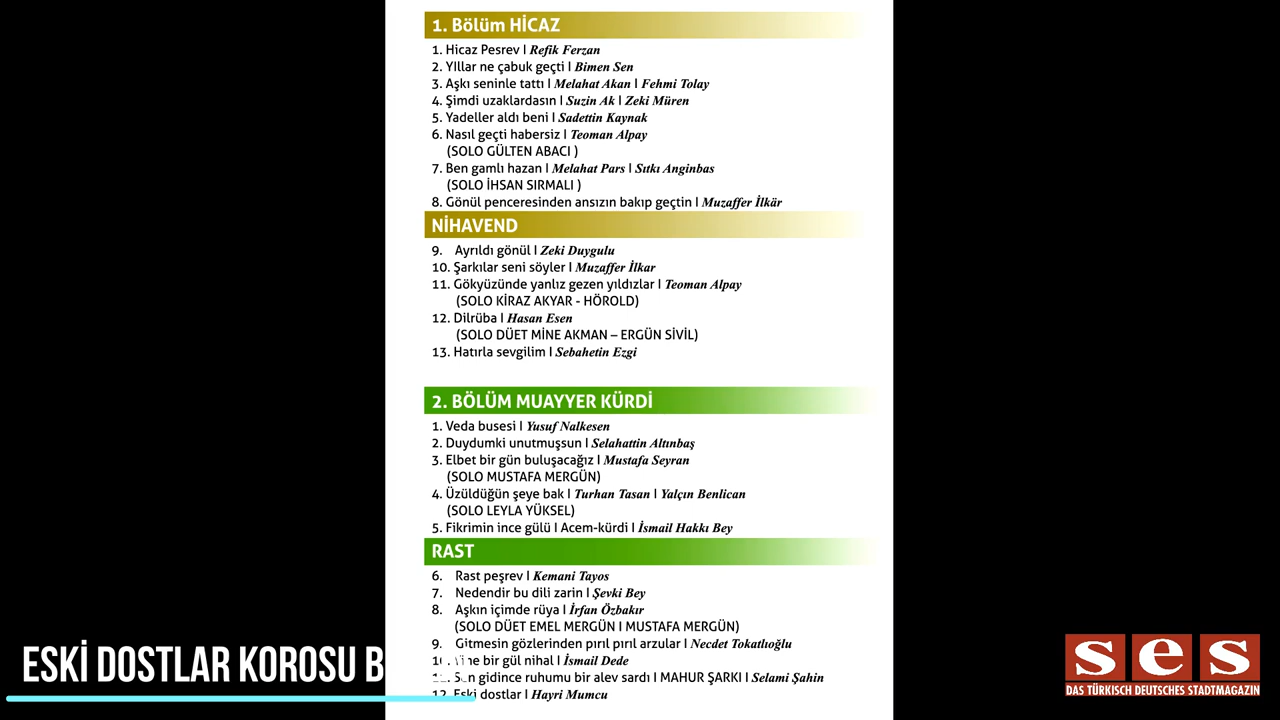 1. Bölüm HİCAZ
1. Hicaz Pesrev | Refik Ferzan
2. Yıllar ne çabuk geçti | Bimen Sen
3. Aşkı seninle tattı | Melahat Akan | Fehmi Tolay
4. Şimdi uzaklardasın | Suzin Ak | Zeki Müren
5. Yadeller aldı beni | Sadettin Kaynak
6. Nasıl geçti habersiz | Teoman Alpay
(SOLO GÜLTEN ABACI )
7. Ben gamlı hazan | Melahat Pars | Sıtkı Anginbas
(SOLO İHSAN SIRMALI )
8. Gönül penceresinden ansızın bakıp geçtin | Muzaffer İlkär
NİHAVEND
9. Ayrıldı gönül | Zeki Duygulu
10. Şarkılar seni söyler | Muzaffer İlkar
11. Gökyüzünde yanlız gezen yıldızlar | Teoman Alpay
(SOLO KİRAZ AKYAR - HÖROLD)
12. Dilrüba | Hasan Esen
(SOLO DÜET MİNE AKMAN – ERGÜN SİVİL)
13. Hatırla sevgilim | Sebahetin Ezgi
2. BÖLÜM MUAYYER KÜRDİ
1. Veda busesi | Yusuf Nalkesen
2. Duydumki unutmuşsun | Selahattin Altınbaş
3. Elbet bir gün buluşacağız | Mustafa Seyran
(SOLO MUSTAFA MERGÜN)
4. Üzüldüğün şeye bak | Turhan Tasan | Yalçın Benlican
(SOLO LEYLA YÜKSEL)
5. Fikrimin ince gülü | Acem-kürdi | İsmail Hakkı Bey
RAST
6. Rast peşrev | Kemani Tayos
7. Nedendir bu dili zarin | Şevki Bey
8. Aşkın içimde rüya | İrfan Özbakır
(SOLO DÜET EMEL MERGÜN I MUSTAFA MERGÜN)
9. Gitmesin gözlerinden pırıl pırıl arzular | Necdet Tokatlıoğlu
bir gül nihal | İsmail Dede
Sen gidince ruhumu bir alev sardı | MAHUR ŞARKI | Selami Şahin
12. Eski dostlar | Hayri Mumcu
ESKİ DOSTLAR KOROSU B
ses
DAS TÜRKISCH DEUTSCHES STADTMAGAZIN